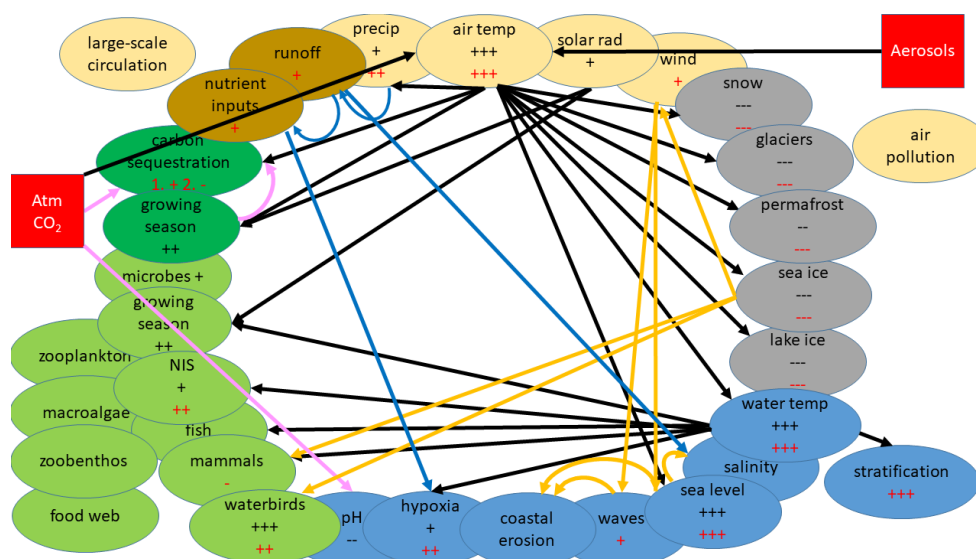 large-scale
circulation
runoff
+
precip
+
++
air temp
+++
+++
solar rad
+
wind
+
Aerosols
nutrient
inputs
+
snow
---
---
carbon
sequestration
1. + 2. -
glaciers
---
---
air
pollution
Atm
CO2
growing
season
++
permafrost
--
---
microbes +
sea ice
---
---
growing
season
++
zooplankton
lake ice
---
---
NIS
+
++
macroalgae
fish
water temp
+++
+++
zoobenthos
mammals
-
salinity
stratification
+++
food web
waterbirds
+++
++
pH
--
hypoxia
+
++
coastal
erosion
waves
+
sea level
+++
+++